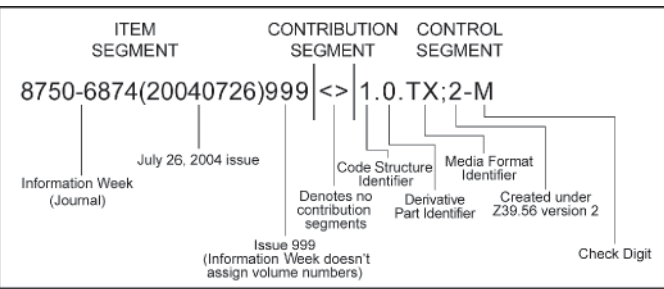 ITEM
SEGMENT
CONTRIBUTION
SEGMENT
CONTROL
SEGMENT
8750-6874(20040726)999<>1.0.TX;2-M
Information Week
(Journal)
July 26, 2004 issue
Issue 999
(Information Week doesn't
assign volume numbers)
Denotes no
contribution
segments
Code Structure
Identifier
Derivative
Part Identifier
Media Format
Identifier
Created under
Z39.56 version 2
Check Digit